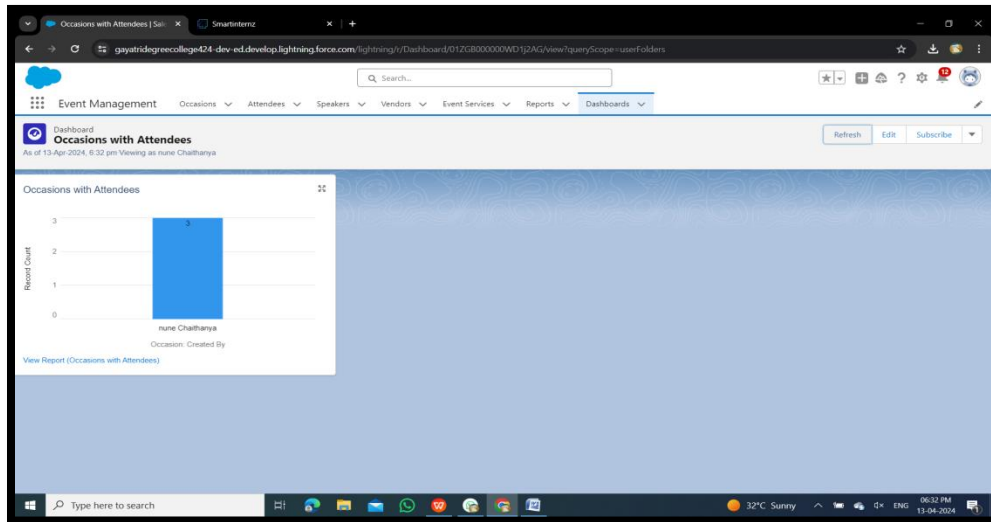 Occasions with Attendees | Sale
Smartinternz
gayatridegreecollege424-dev-ed.develop.lightning.force.com/lightning/r/Dashboard/01ZGB000000WD1j2AG/view?queryScope=userFolders
Search...
12
Event Management Occasions Attendees Speakers Vendors Event Services Reports Dashboards
Dashboard
Occasions with Attendees
As of 13-Apr-2024, 6:32 pm Viewing as nune Chaithanya
Refresh Edit Subscribe
Occasions with Attendees
Record Count
3
2
1
0
3
nune Chaithanya
Occasion: Created By
View Report (Occasions with Attendees)
Type here to search
32°C Sunny
ENG
06:32 PM
13-04-2024